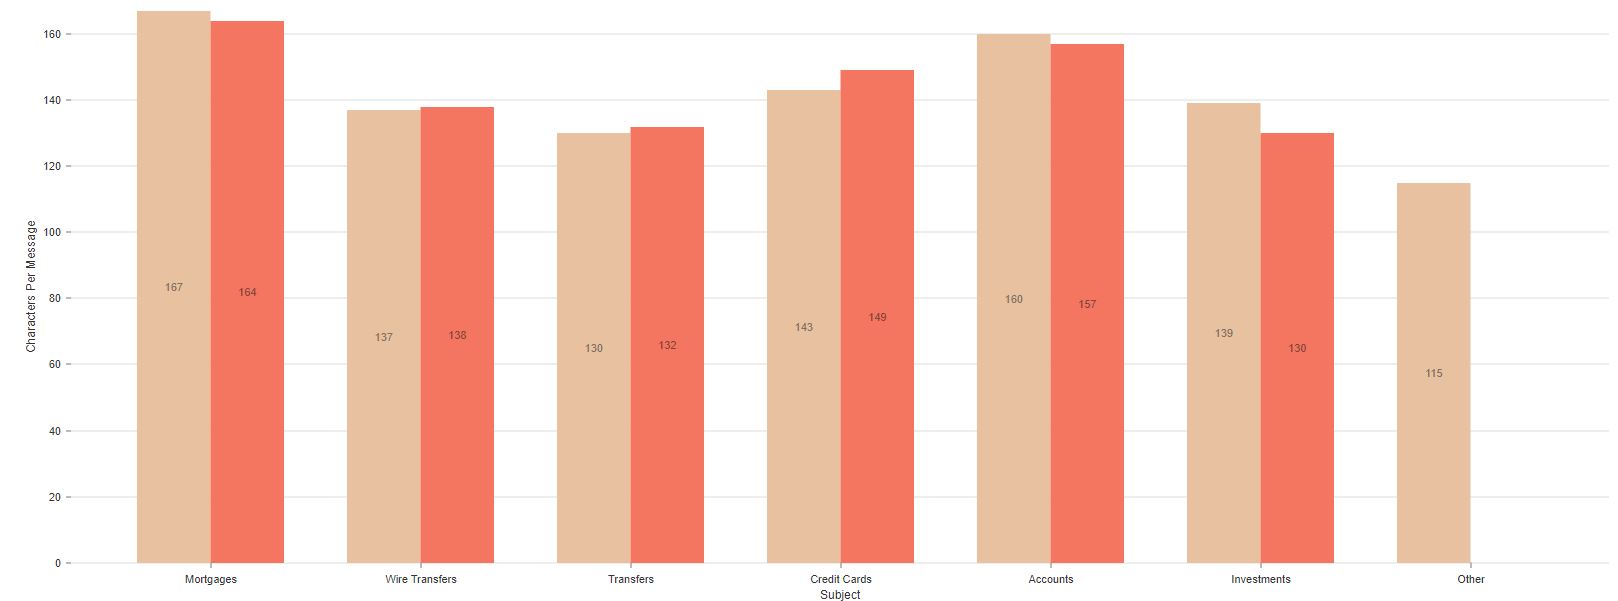 160
140
120
100
80
60
40
20
0
Characters Per Message
167
164
137
138
130
132
143
149
160
157
139
130
115
Mortgages
Wire Transfers
Transfers
Credit Cards
Accounts
Investments
Other
Subject